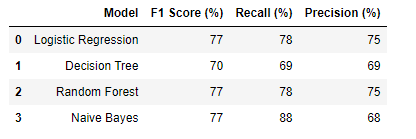 Model F1 Score (%) Recall (%) Precision (%)
0 Logistic Regression 77 78 75
1 Decision Tree 70 69 69
2 Random Forest 77 78 75
3 Naive Bayes 77 88 68